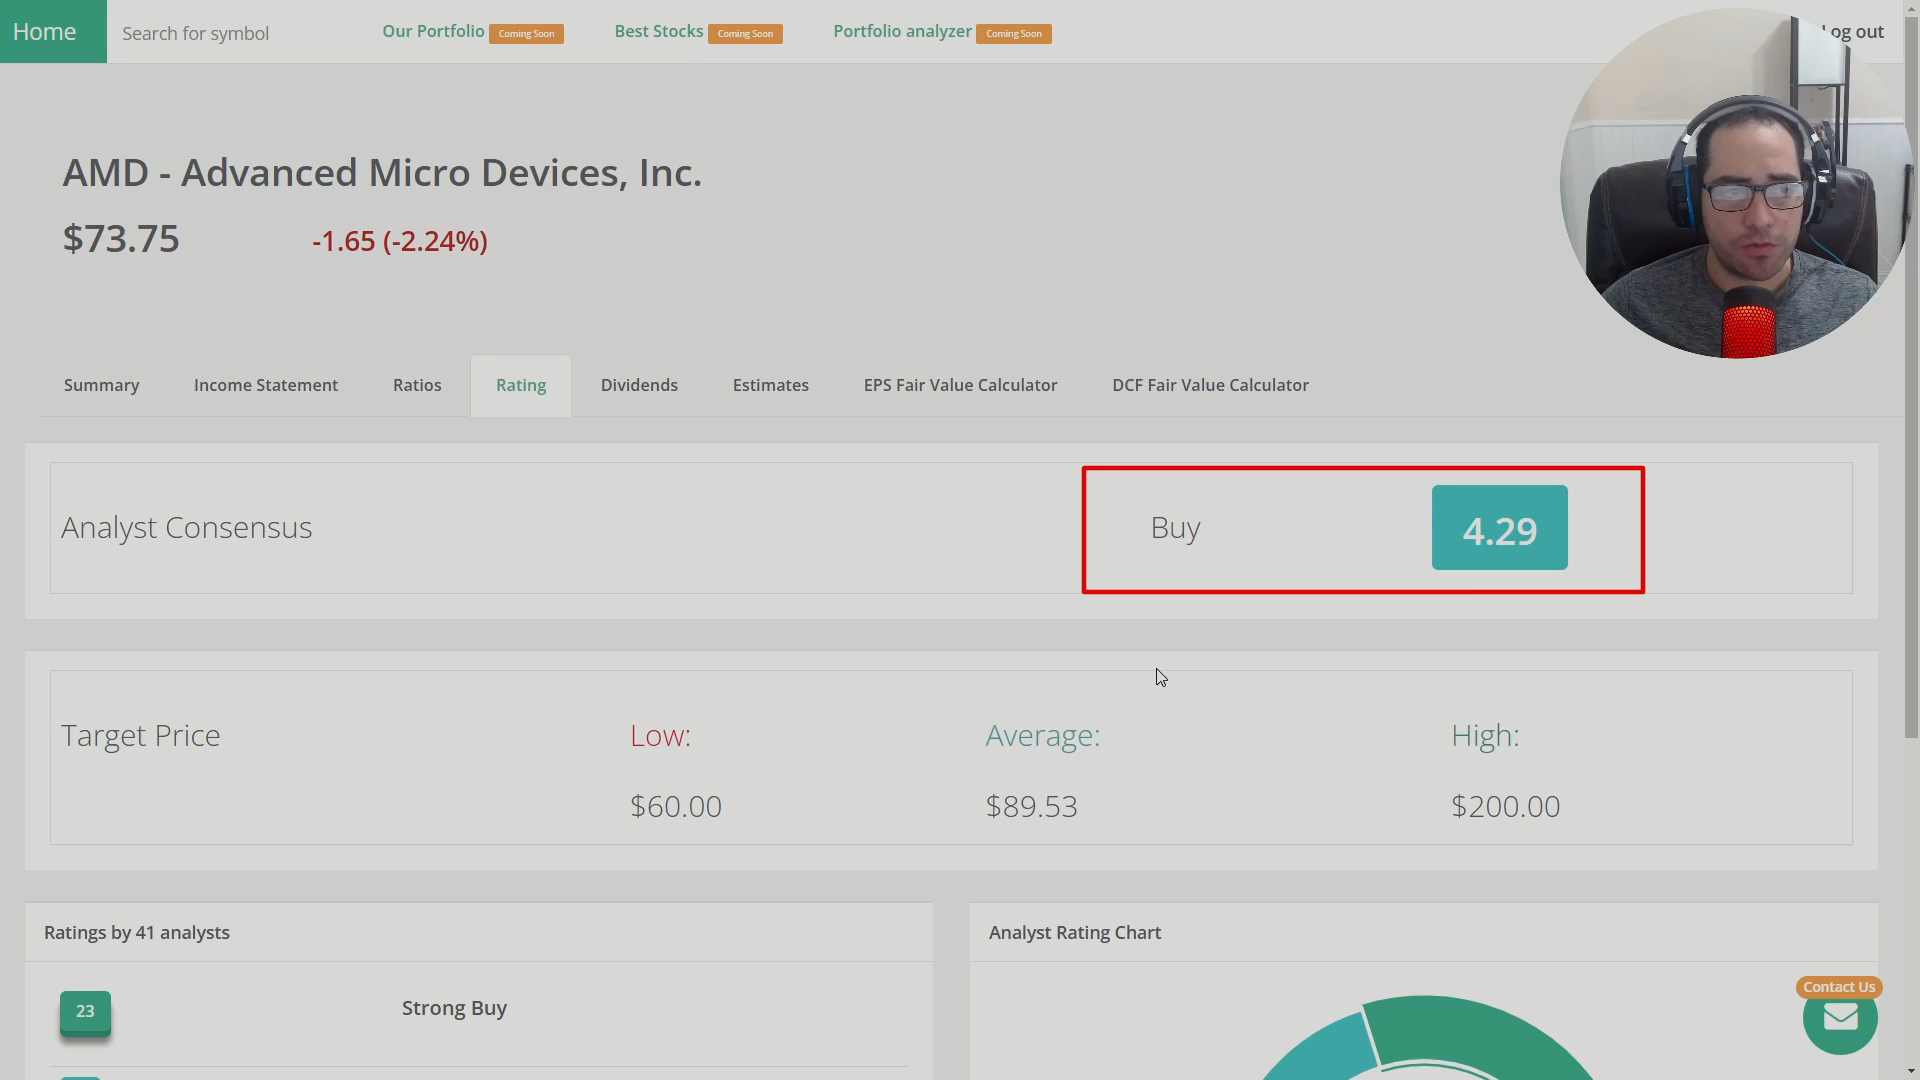 Home
Search for symbol
Our Portfolio Coming Soon
Best Stocks Coming Soon
Portfolio analyzer Coming Soon
Log out
AMD - Advanced Micro Devices, Inc.
$73.75 -1.65 (-2.24%)
Summary Income Statement Ratios Rating Dividends Estimates EPS Fair Value Calculator DCF Fair Value Calculator
Analyst Consensus Buy 4.29
Target Price Low: Average: High:
$60.00 $89.53 $200.00
Ratings by 41 analysts
23 Strong Buy
Analyst Rating Chart
Contact Us